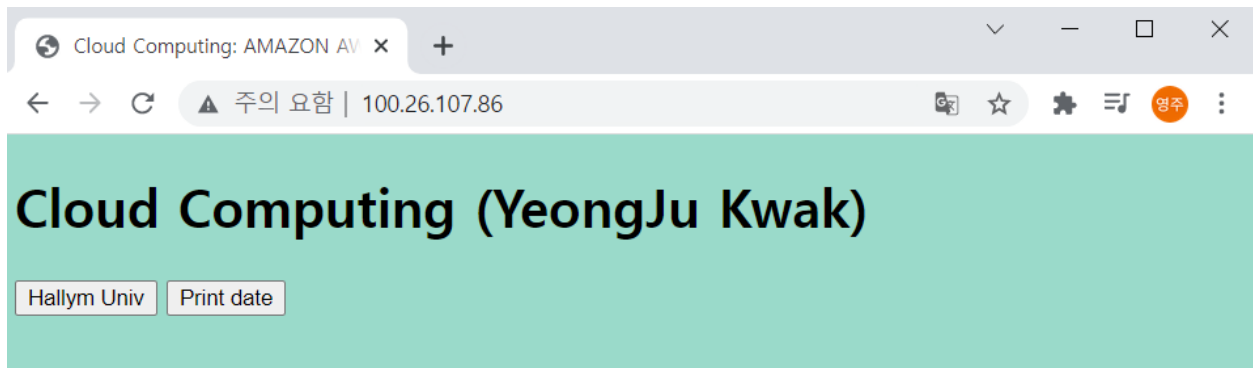 Cloud Computing: AMAZON AW
주의 요함 | 100.26.107.86
영주
Cloud Computing (YeongJu Kwak)
Hallym Univ Print date